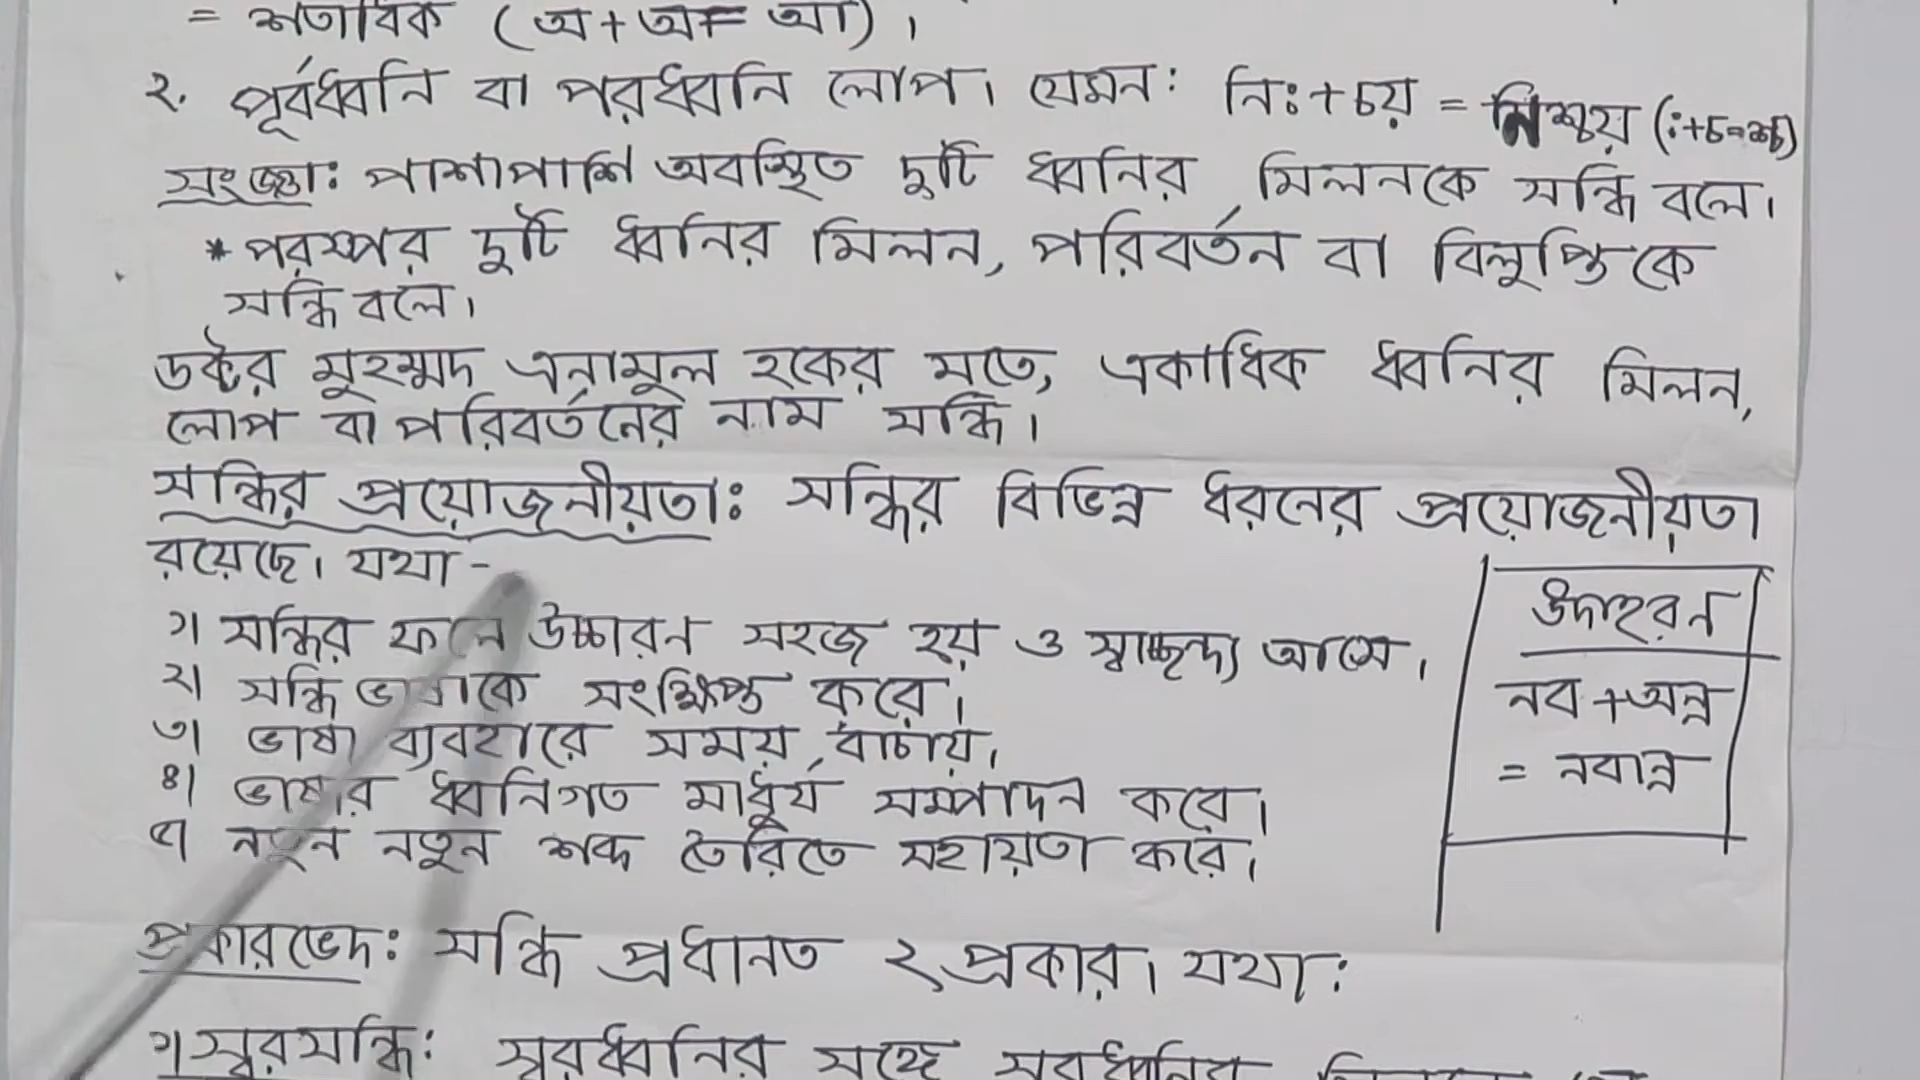 = শতাধিক (অ+অ= আ) ।
২. পূর্বধ্বনি বা পরধ্বনি লোপ। যেমন: নিঃ+চয় = নিশ্চয় (ঃ+চ=শ্চ)
সংজ্ঞা: পাশাপাশি অবস্থিত দুটি ধ্বনির মিলনকে সন্ধি বলে।
* পরস্পর দুটি ধ্বনির মিলন, পরিবর্তন বা বিলুপ্তিকে
সন্ধি বলে।
ডক্টর মুহম্মদ এনামুল হকের মতে, একাধিক ধ্বনির মিলন,
লোপ বা পরিবর্তনের নাম সন্ধি।
সন্ধির প্রয়োজনীয়তা: সন্ধির বিভিন্ন ধরনের প্রয়োজনীয়তা
রয়েছে। যথা -
১। সন্ধির ফলে উচ্চারন সহজ হয় ও স্বাচ্ছন্দ্য আসে।
২। সন্ধি ভাষাকে সংক্ষিপ্ত করে।
৩। ভাষা ব্যবহারে সময় বাঁচায়।
৪। ভাষার ধ্বনিগত মাধুর্য সম্পাদন করে।
৫। নতুন নতুন শব্দ তৈরিতে সহায়তা করে।
উদাহরন
নব +অন্ন
= নবান্ন
প্রকারভেদ: সন্ধি প্রধানত ২ প্রকার। যথা:
১। স্বরসন্ধি: স্বরধ্বনির সঙ্গে স্বরধ্বনির